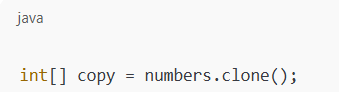 java
int[] copy = numbers.clone();